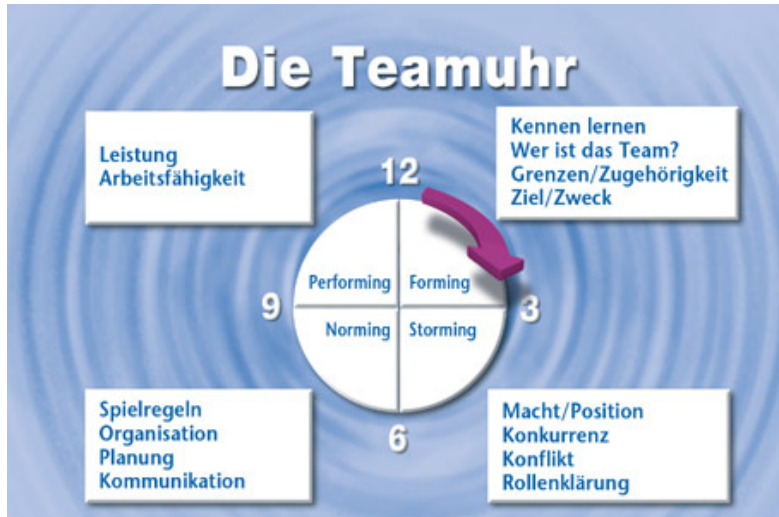 Die Teamuhr
Leistung
Arbeitsfähigkeit
Kennen lernen
Wer ist das Team?
Grenzen/Zugehörigkeit
Ziel/Zweck
12
Performing
Forming
9
3
Norming
Storming
6
Spielregeln
Organisation
Planung
Kommunikation
Macht/Position
Konkurrenz
Konflikt
Rollenklärung